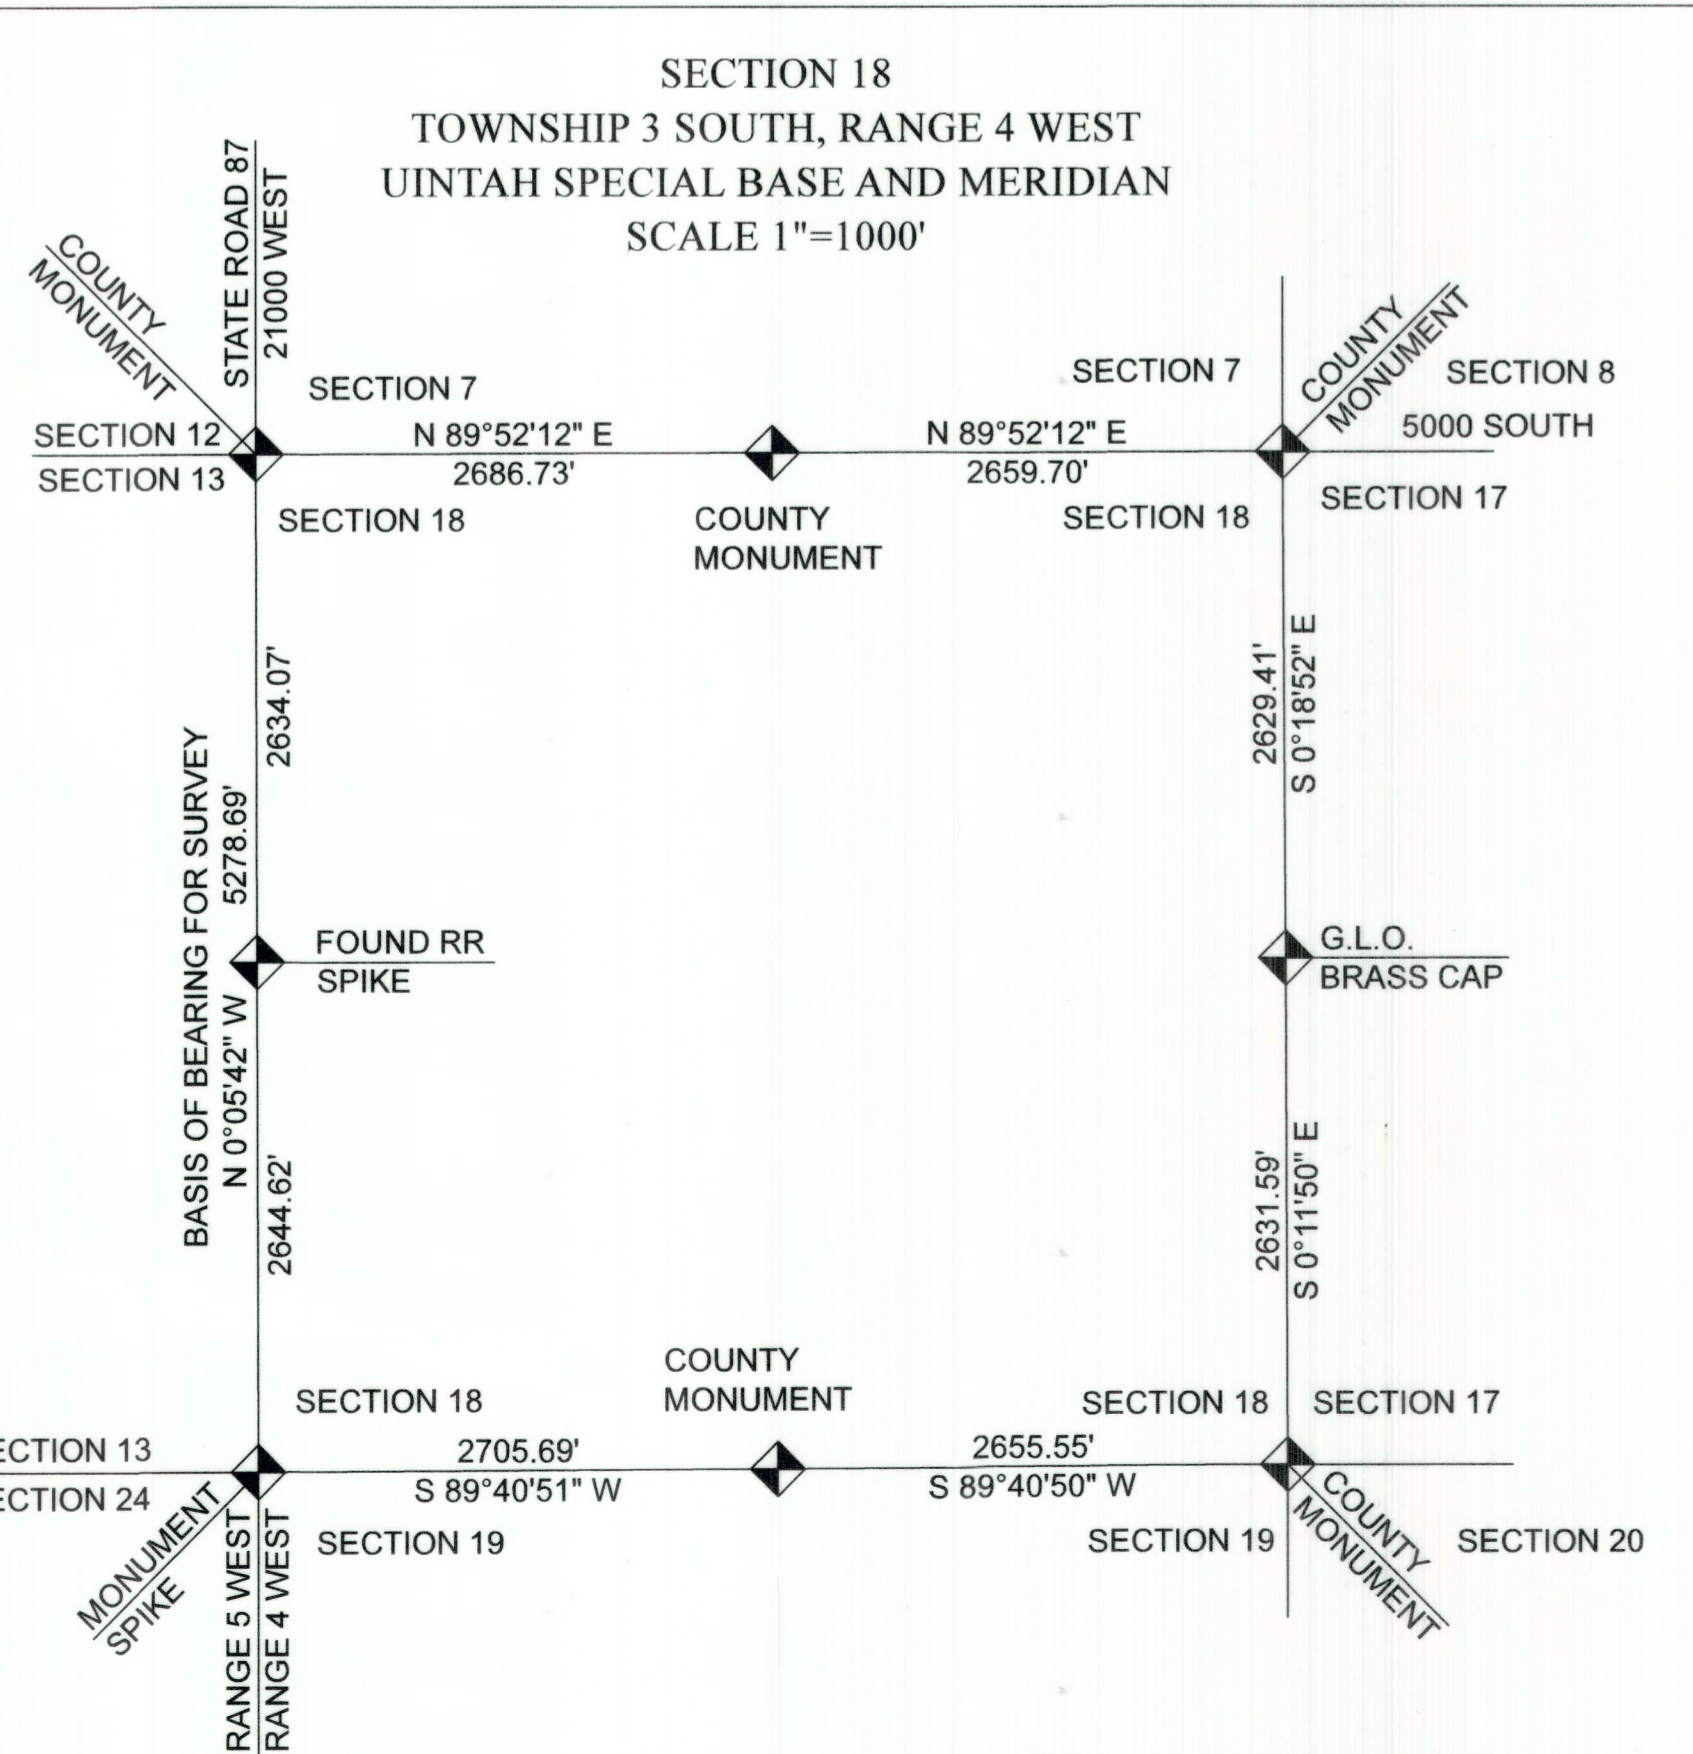 SECTION 18
TOWNSHIP 3 SOUTH, RANGE 4 WEST
UINTAH SPECIAL BASE AND MERIDIAN
SCALE 1"=1000'
STATE ROAD 87
21000 WEST
COUNTY
MONUMENT
SECTION 7
SECTION 7
COUNTY
MONUMENT
SECTION 8
SECTION 12
N 89°52'12" E
N 89°52'12" E
5000 SOUTH
SECTION 13
2686.73'
2659.70'
SECTION 17
SECTION 18
COUNTY
MONUMENT
SECTION 18
2634.07'
2629.41'
S 0°18'52" E
BASIS OF BEARING FOR SURVEY
N 0°05'42" W 5278.69'
FOUND RR
SPIKE
G.L.O.
BRASS CAP
2644.62'
2631.59'
S 0°11'50" E
COUNTY
MONUMENT
SECTION 18
SECTION 18
SECTION 17
ECTION 13
2705.69'
2655.55'
ECTION 24
S 89°40'51" W
S 89°40'50" W
MONUMENT
SPIKE
RANGE 5 WEST
RANGE 4 WEST
SECTION 19
SECTION 19
COUNTY
MONUMENT
SECTION 20